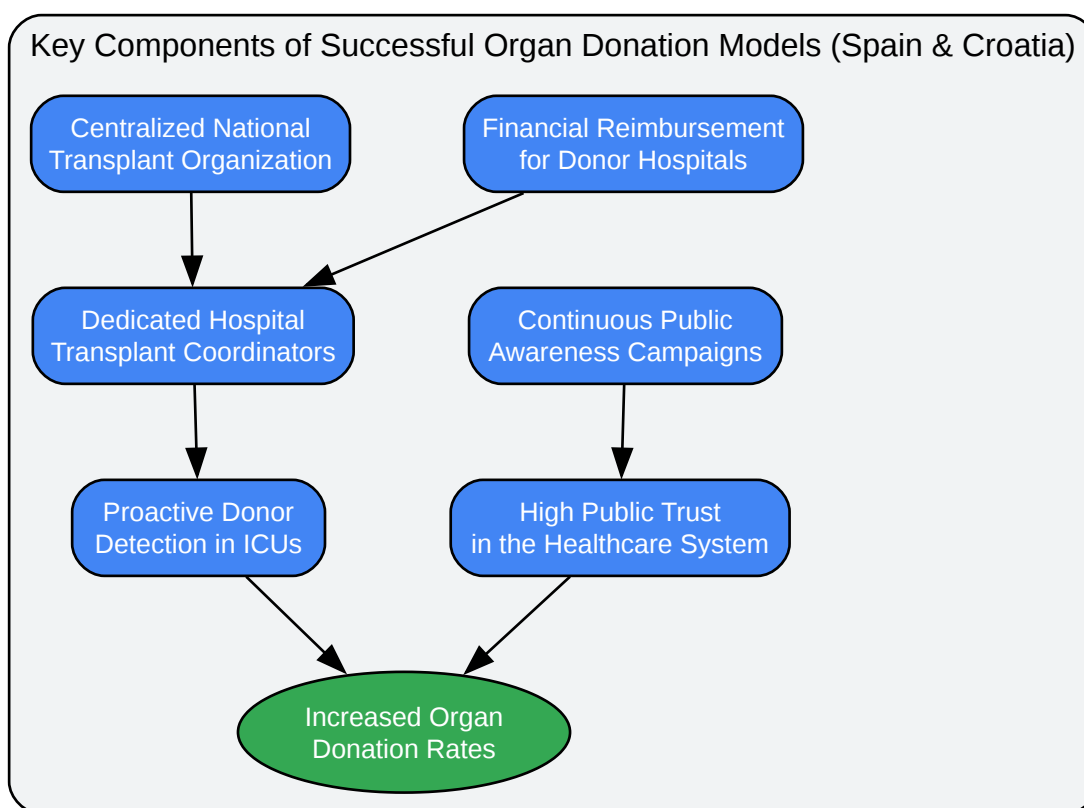 Key Components of Successful Organ Donation Models (Spain & Croatia)
Centralized National
Transplant Organization
Financial Reimbursement
for Donor Hospitals
Dedicated Hospital
Transplant Coordinators
Continuous Public
Awareness Campaigns
Proactive Donor
Detection in ICUs
High Public Trust
in the Healthcare System
Increased Organ
Donation Rates